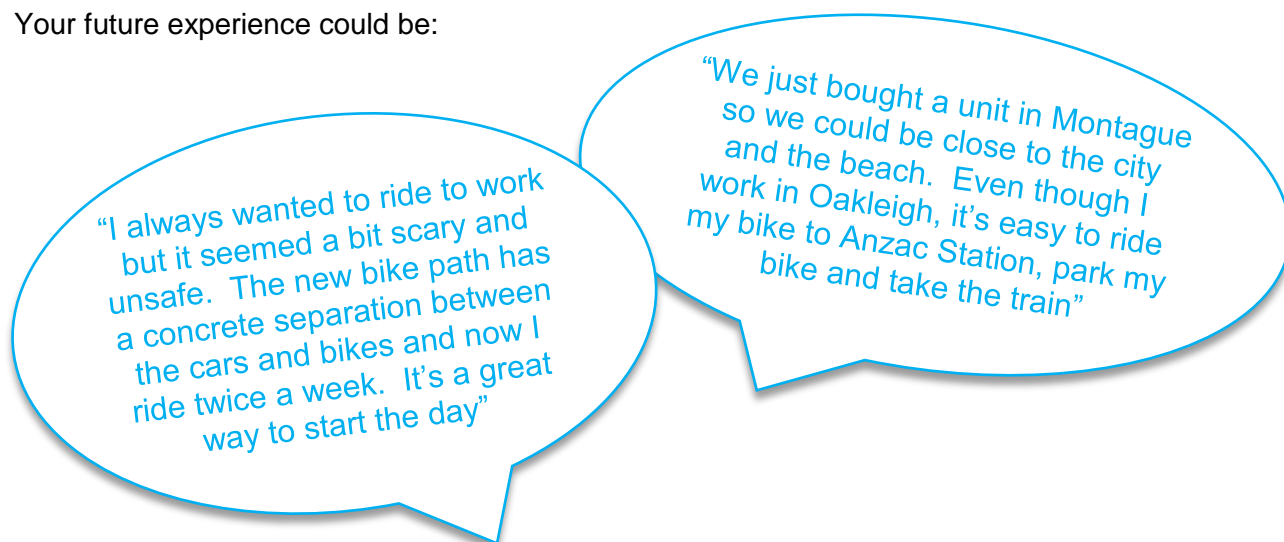 Your future experience could be:
“We just bought a unit in Montague
so we could be close to the city
and the beach.  Even though I
work in Oakleigh, it’s easy to ride
my bike to Anzac Station, park my
bike and take the train”
“I always wanted to ride to work
but it seemed a bit scary and
unsafe.  The new bike path has
a concrete separation between
the cars and bikes and now I
ride twice a week.  It’s a great
way to start the day”